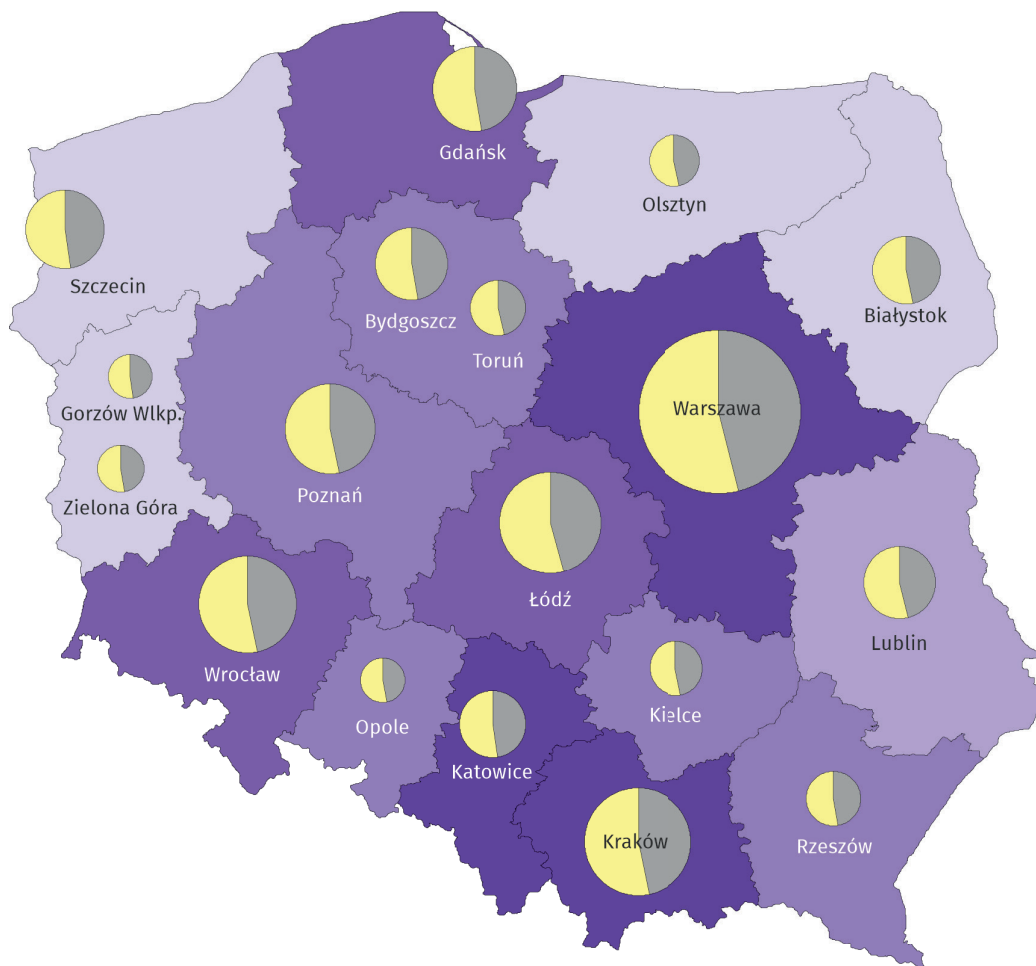 Gdańsk
Olsztyn
Szczecin
Białystok
Bydgoszcz
Toruń
Gorzów Wlkp.
Warszawa
Poznań
Zielona Góra
Łódź
Lublin
Wrocław
Kielce
Opole
Katowice
Kraków
Rzeszów